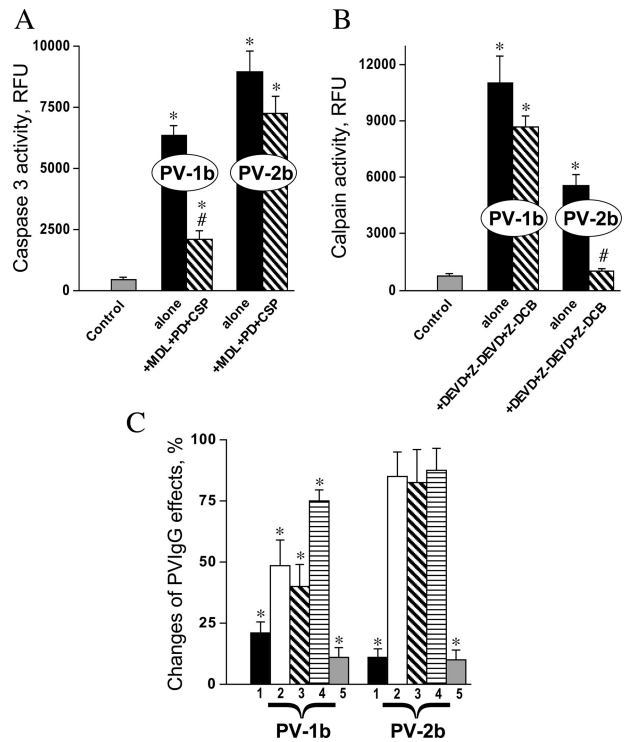 A
Caspase 3 activity, RFU
10000
7500
5000
2500
0
*
*
#
*
*
PV-1b
PV-2b
Control
alone
+MDL+PD+CSP
alone
+MDL+PD+CSP
B
Calpain activity, RFU
12000
9000
6000
3000
0
*
*
*
#
PV-1b
PV-2b
Control
alone
+DEVD+Z-DEVD+Z-DCB
alone
+DEVD+Z-DEVD+Z-DCB
C
Changes of PVIgG effects, %
100
75
50
25
0
*
*
*
*
*
*
*
1 2 3 4 5 1 2 3 4 5
PV-1b PV-2b